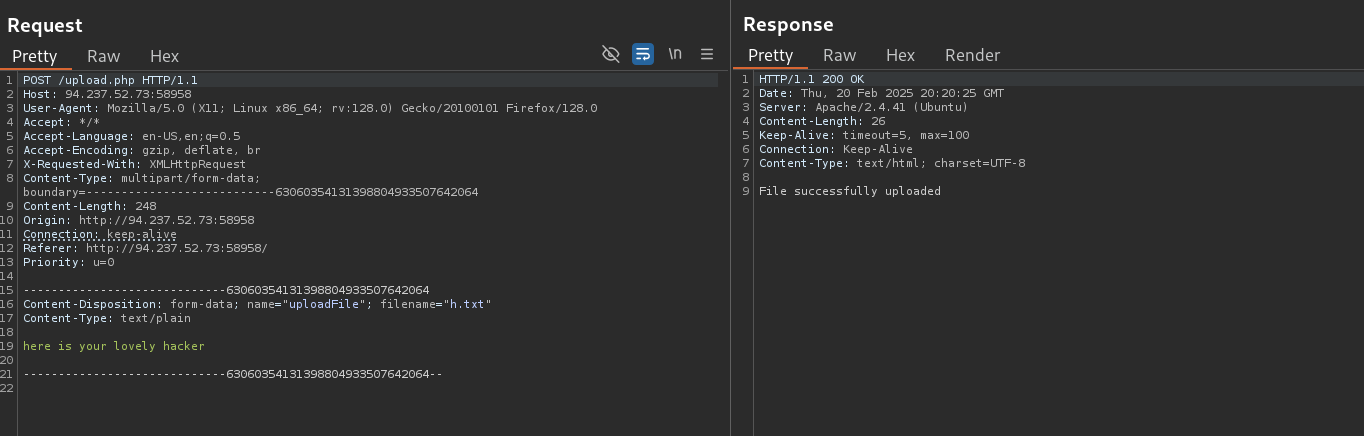 Request
Pretty Raw Hex
\n
1 POST /upload.php HTTP/1.1
2 Host: 94.237.52.73:58958
3 User-Agent: Mozilla/5.0 (X11; Linux x86_64; rv:128.0) Gecko/20100101 Firefox/128.0
4 Accept: */*
5 Accept-Language: en-US,en;q=0.5
6 Accept-Encoding: gzip, deflate, br
7 X-Requested-With: XMLHttpRequest
8 Content-Type: multipart/form-data;
boundary=---------------------------63060354131398804933507642064
9 Content-Length: 248
10 Origin: http://94.237.52.73:58958
11 Connection: keep-alive
12 Referer: http://94.237.52.73:58958/
13 Priority: u=0
14
15 -----------------------------63060354131398804933507642064
16 Content-Disposition: form-data; name="uploadFile"; filename="h.txt"
17 Content-Type: text/plain
18
19 here is your lovely hacker
20
21 -----------------------------63060354131398804933507642064--
22
Response
Pretty Raw Hex Render
1 HTTP/1.1 200 OK
2 Date: Thu, 20 Feb 2025 20:20:25 GMT
3 Server: Apache/2.4.41 (Ubuntu)
4 Content-Length: 26
5 Keep-Alive: timeout=5, max=100
6 Connection: Keep-Alive
7 Content-Type: text/html; charset=UTF-8
8
9 File successfully uploaded